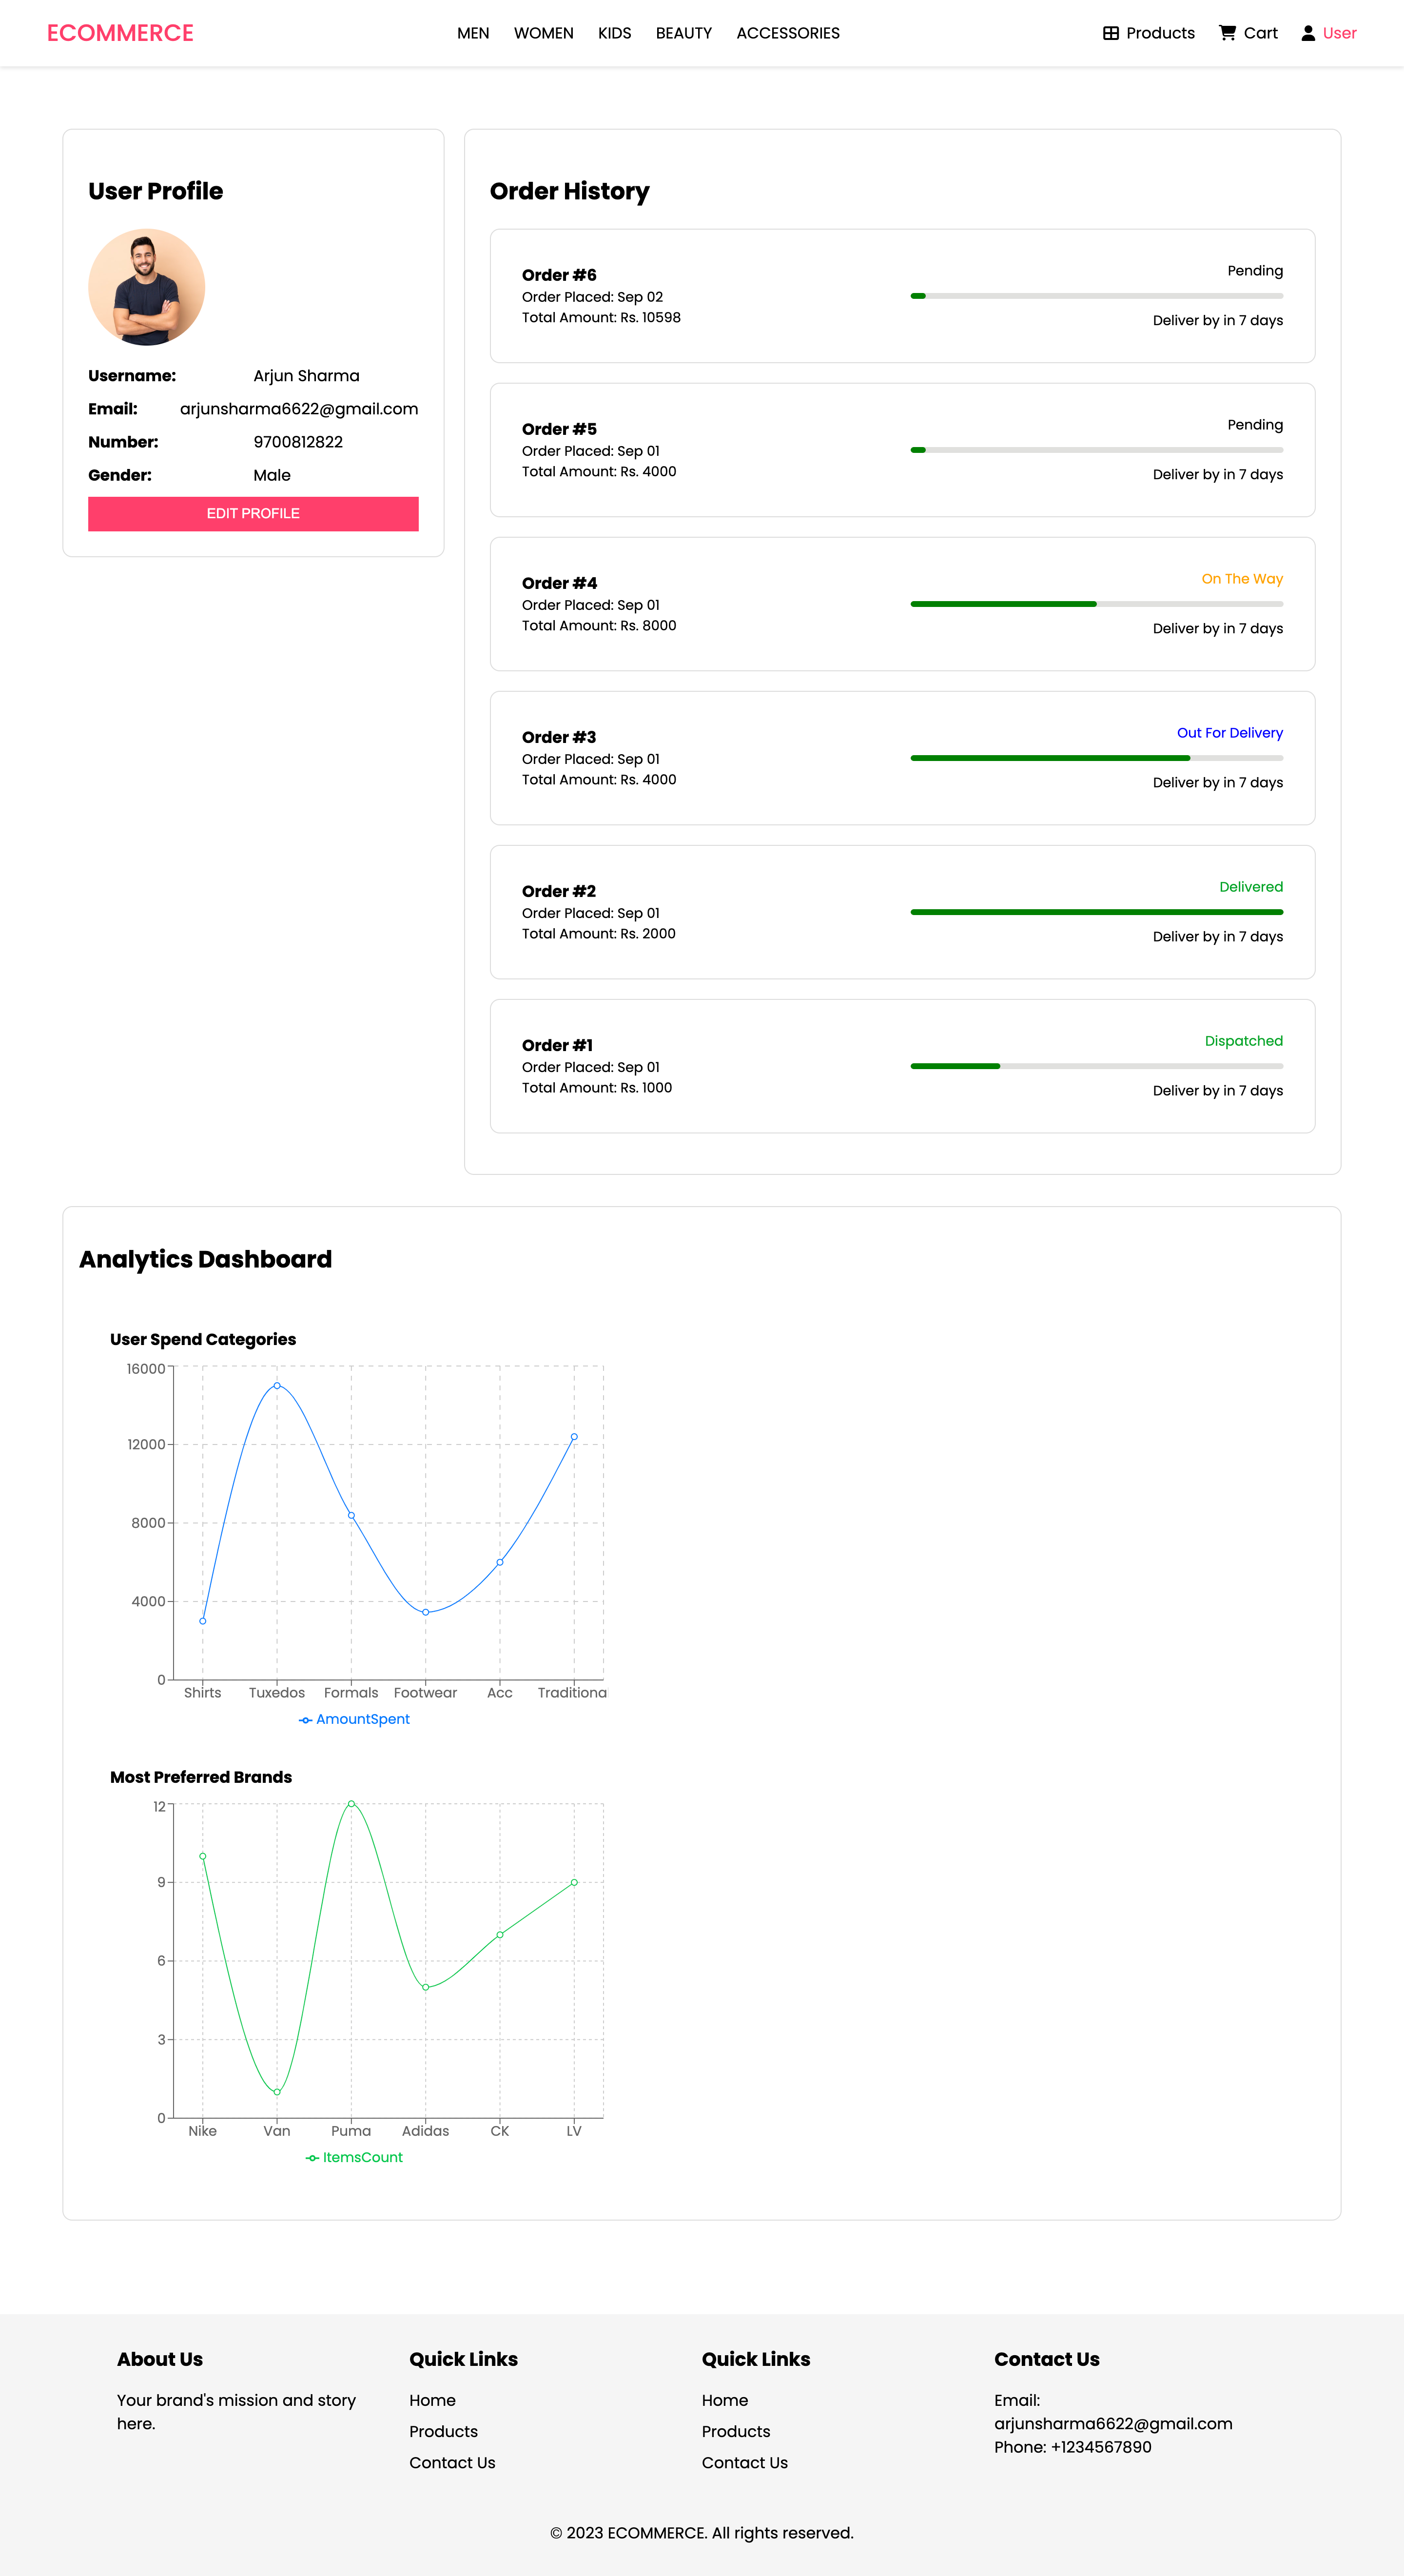 ECOMMERCE
MEN WOMEN KIDS BEAUTY ACCESSORIES
Products Cart User
User Profile
Username: Arjun Sharma
Email: arjunsharma6622@gmail.com
Number: 9700812822
Gender: Male
EDIT PROFILE
Order History
Order #6
Order Placed: Sep 02
Total Amount: Rs. 10598
Pending
Deliver by in 7 days
Order #5
Order Placed: Sep 01
Total Amount: Rs. 4000
Pending
Deliver by in 7 days
Order #4
Order Placed: Sep 01
Total Amount: Rs. 8000
On The Way
Deliver by in 7 days
Order #3
Order Placed: Sep 01
Total Amount: Rs. 4000
Out For Delivery
Deliver by in 7 days
Order #2
Order Placed: Sep 01
Total Amount: Rs. 2000
Delivered
Deliver by in 7 days
Order #1
Order Placed: Sep 01
Total Amount: Rs. 1000
Dispatched
Deliver by in 7 days
Analytics Dashboard
User Spend Categories
16000
12000
8000
4000
0
Shirts Tuxedos Formals Footwear Acc Traditiona
AmountSpent
Most Preferred Brands
12
9
6
3
0
Nike Van Puma Adidas CK LV
ItemsCount
About Us
Your brand's mission and story
here.
Quick Links
Home
Products
Contact Us
Quick Links
Home
Products
Contact Us
Contact Us
Email:
arjunsharma6622@gmail.com
Phone: +1234567890
© 2023 ECOMMERCE. All rights reserved.